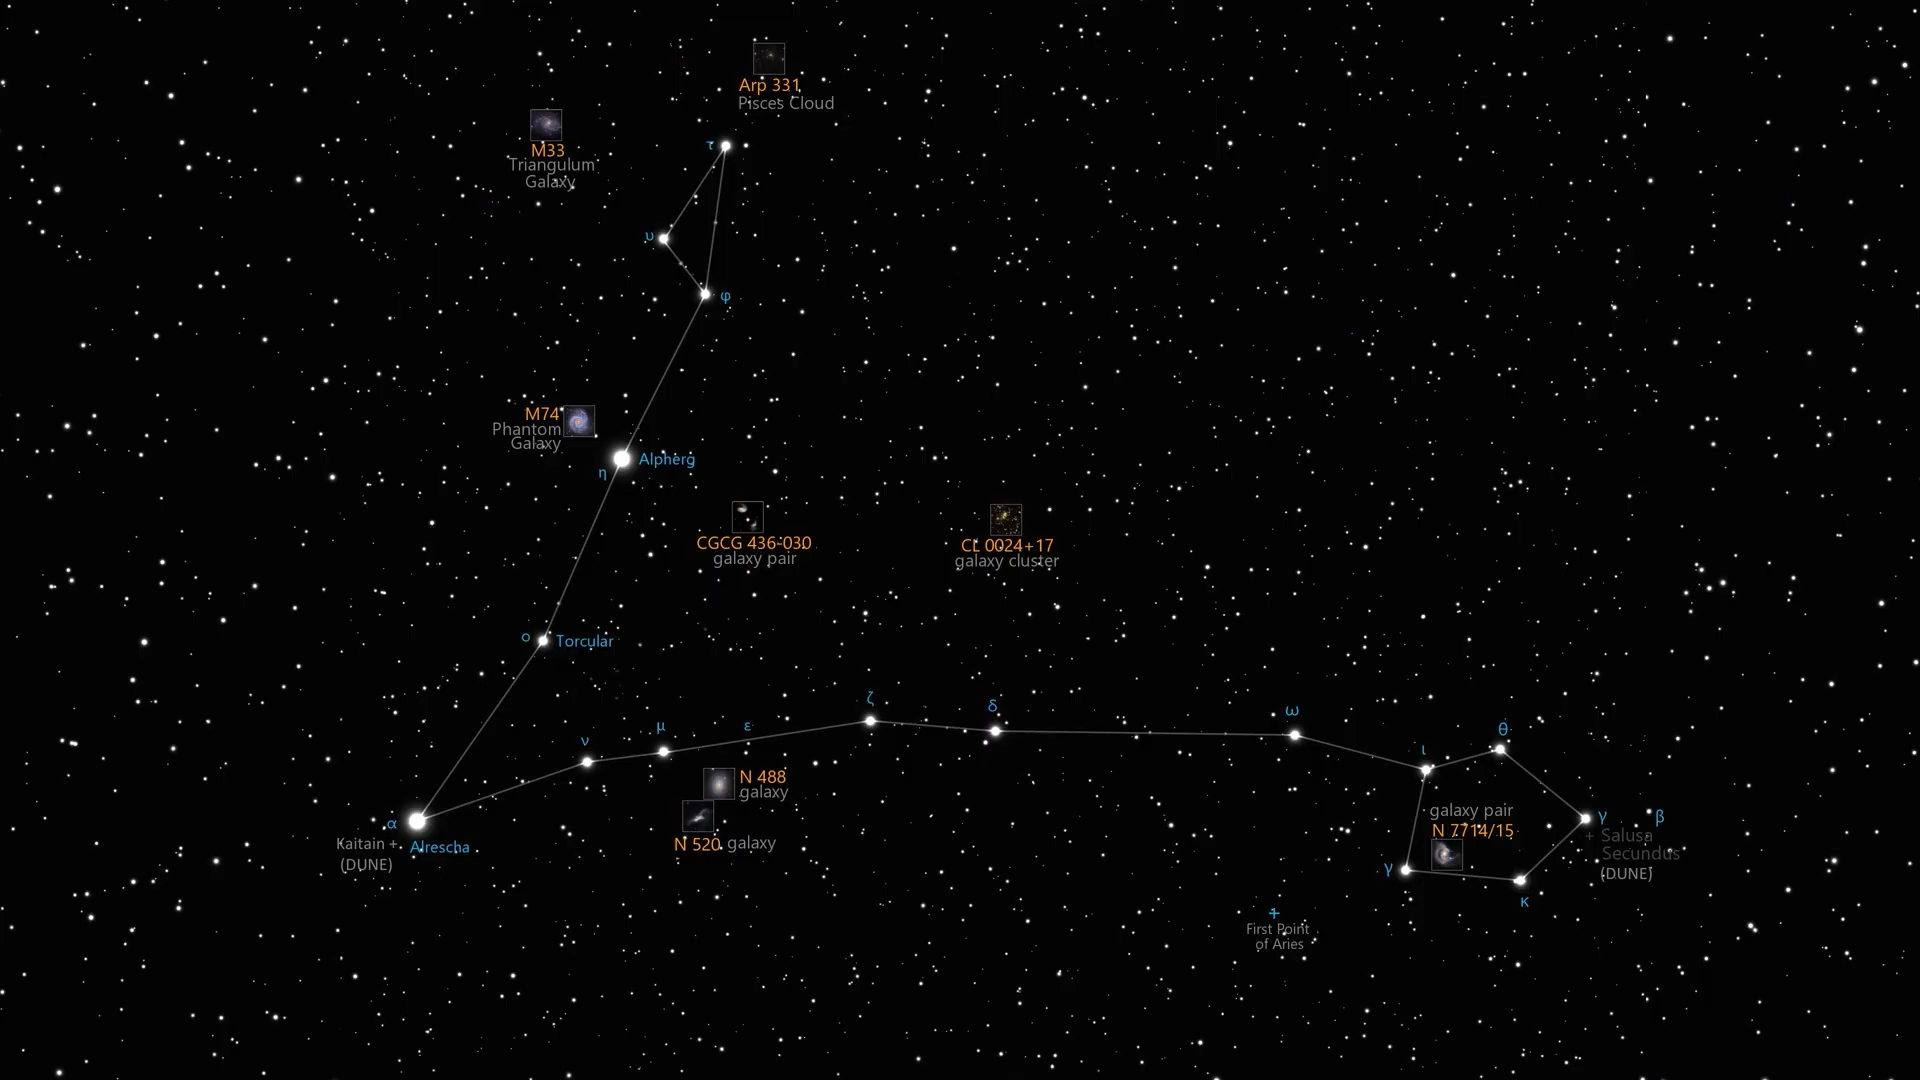 Arp 331
Pisces Cloud
M33
Triangulum
Galaxy
τ
υ
φ
M74
Phantom
Galaxy
η
Alpherg
CGCG 436-030
galaxy pair
CL 0024+17
galaxy cluster
ο
Torcular
ζ
δ
ω
ν
μ
ε
ι
θ
N 488
galaxy
N 520 galaxy
α
Alrescha
Kaitain +
(DUNE)
galaxy pair
N 7714/15
γ
β
+ Salusa
Secundus
(DUNE)
γ
κ
+
First Point
of Aries